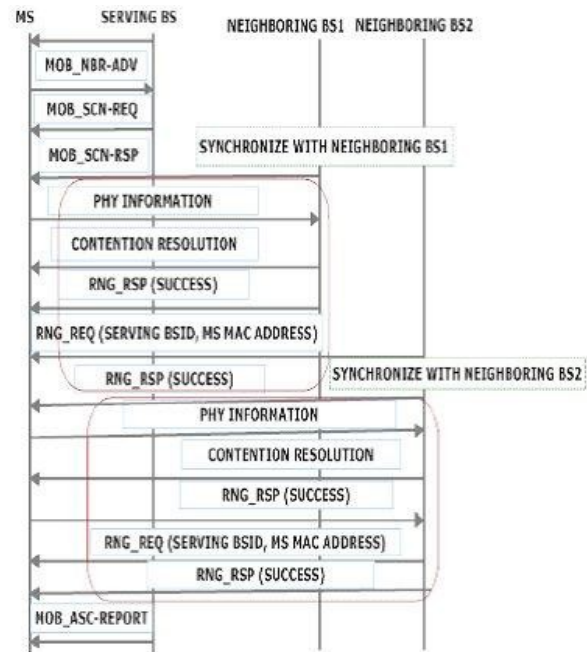 MS SERVING BS NEIGHBORING BS1 NEIGHBORING BS2
MOB_NBR-ADV
MOB_SCN-REQ
MOB_SCN-RSP
SYNCHRONIZE WITH NEIGHBORING BS1
PHY INFORMATION
CONTENTION RESOLUTION
RNG_RSP (SUCCESS)
RNG_REQ (SERVING BSID, MS MAC ADDRESS)
RNG_RSP (SUCCESS)
SYNCHRONIZE WITH NEIGHBORING BS2
PHY INFORMATION
CONTENTION RESOLUTION
RNG_RSP (SUCCESS)
RNG_REQ (SERVING BSID, MS MAC ADDRESS)
RNG_RSP (SUCCESS)
MOB_ASC-REPORT